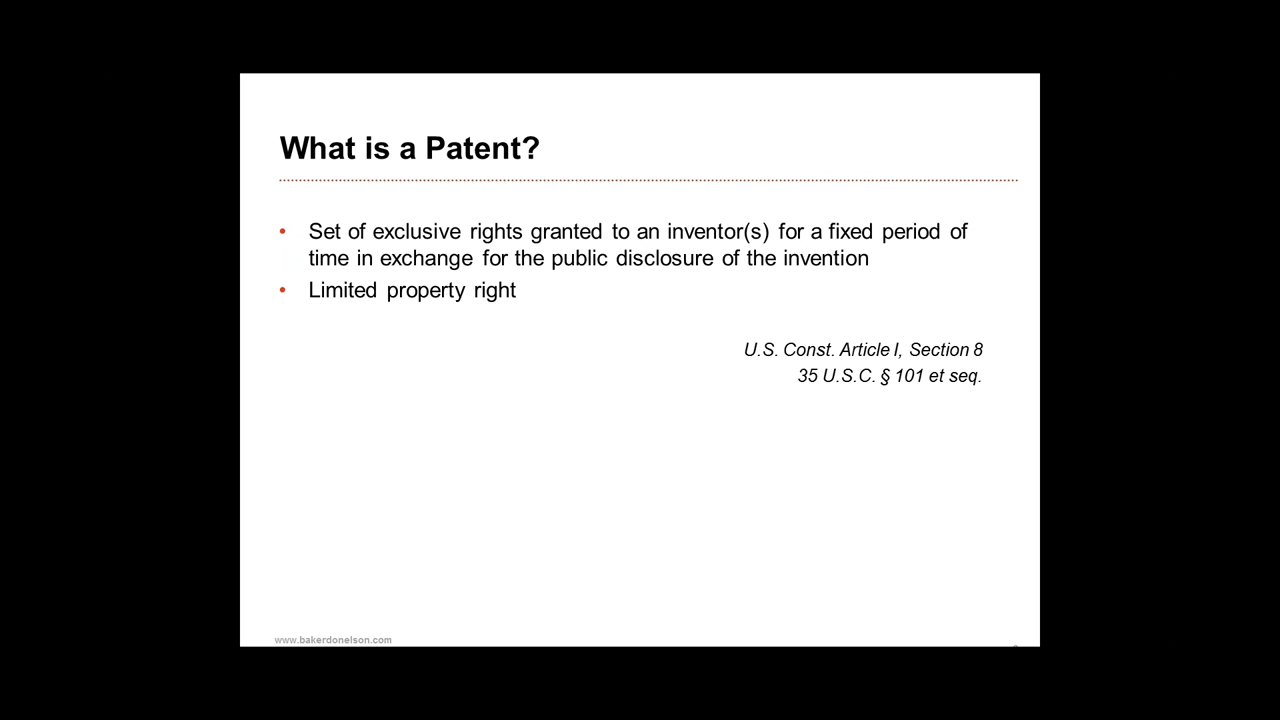 What is a Patent?
• Set of exclusive rights granted to an inventor(s) for a fixed period of
time in exchange for the public disclosure of the invention
• Limited property right
U.S. Const. Article I, Section 8
35 U.S.C. § 101 et seq.
www.bakerdonelson.com